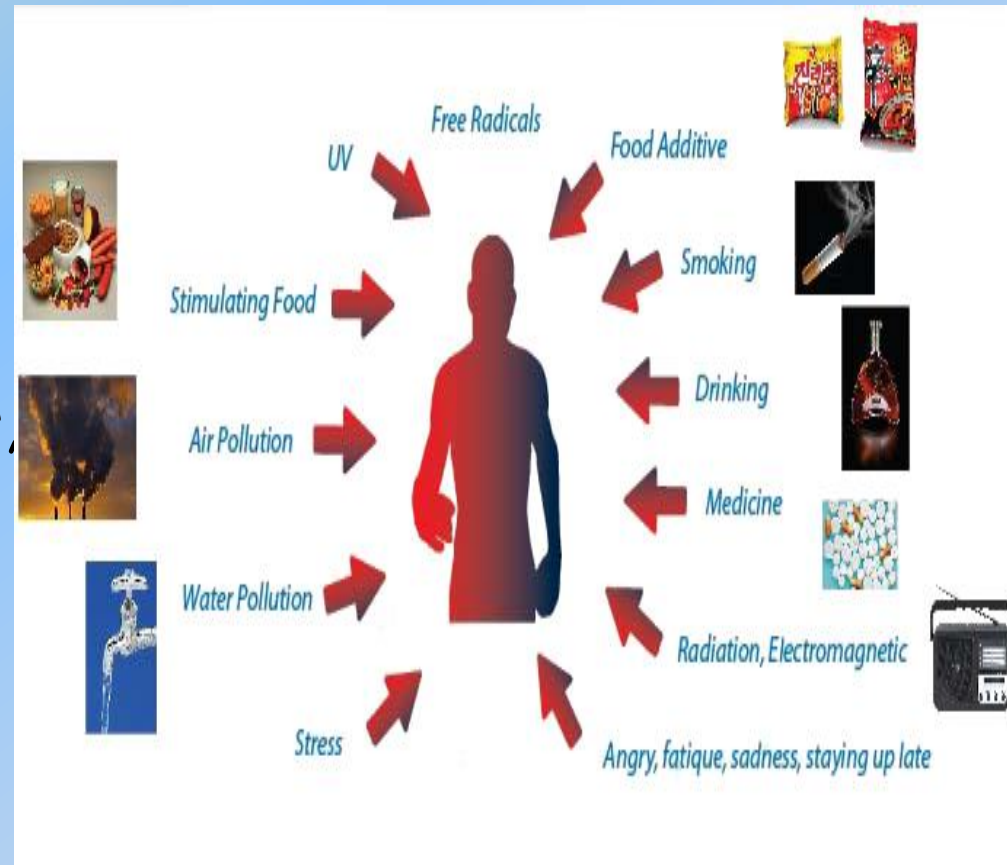 Free Radicals
UV
Food Additive
Stimulating Food
Smoking
Air Pollution
Drinking
Water Pollution
Medicine
Stress
Radiation, Electromagnetic
Angry, fatique, sadness, staying up late